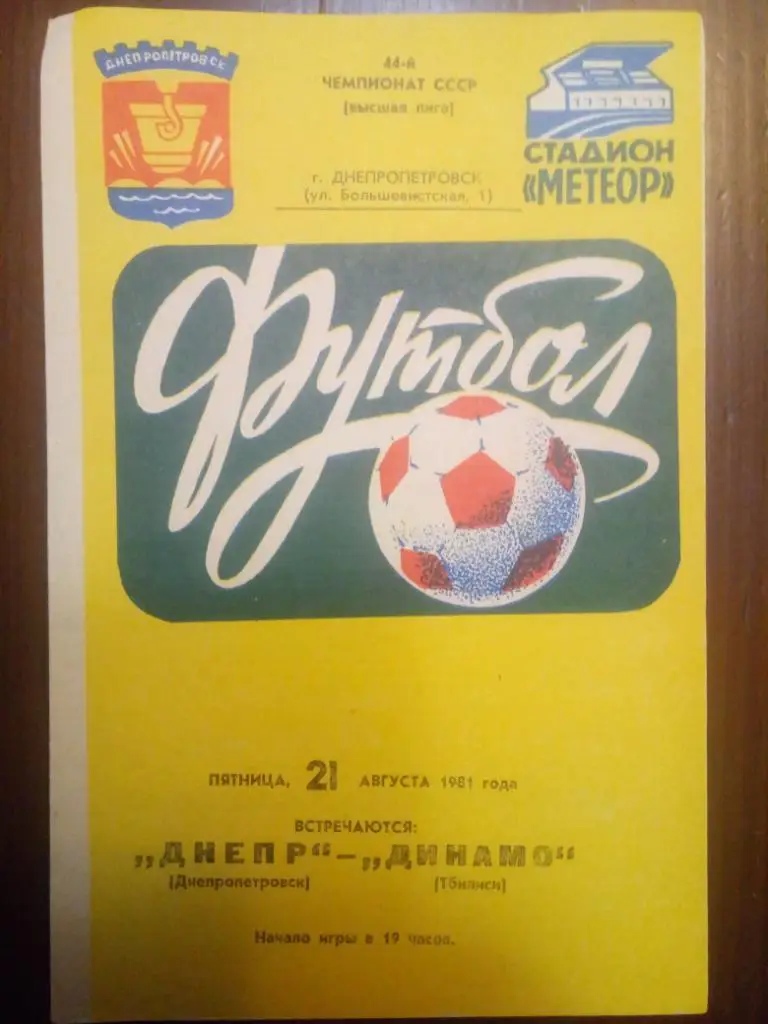 ДНЕПРОПЕТРОВСК
44-й
ЧЕМПИОНАТ СССР
(высшая лига)
г. ДНЕПРОПЕТРОВСК
(ул. Большевистская, 1)
СТАДИОН
«МЕТЕОР»
Футбол
ПЯТНИЦА, 21 АВГУСТА 1981 года
ВСТРЕЧАЮТСЯ:
„ДНЕПР“ – „ДИНАМО“
(Днепропетровск) (Тбилиси)
Начало игры в 19 часов.